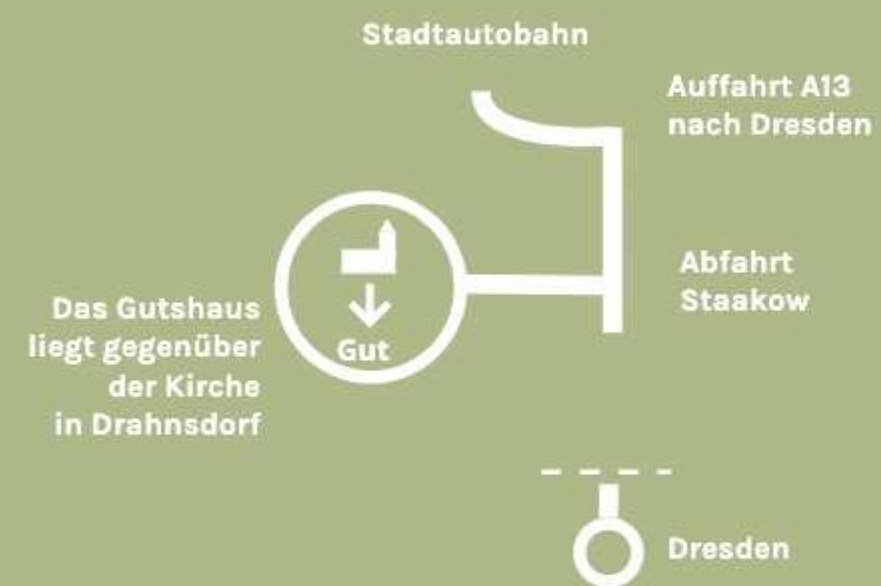 Stadtautobahn
Auffahrt A13
nach Dresden
Abfahrt
Staakow
Das Gutshaus
liegt gegenüber
der Kirche
in Drahnsdorf
Gut
Dresden